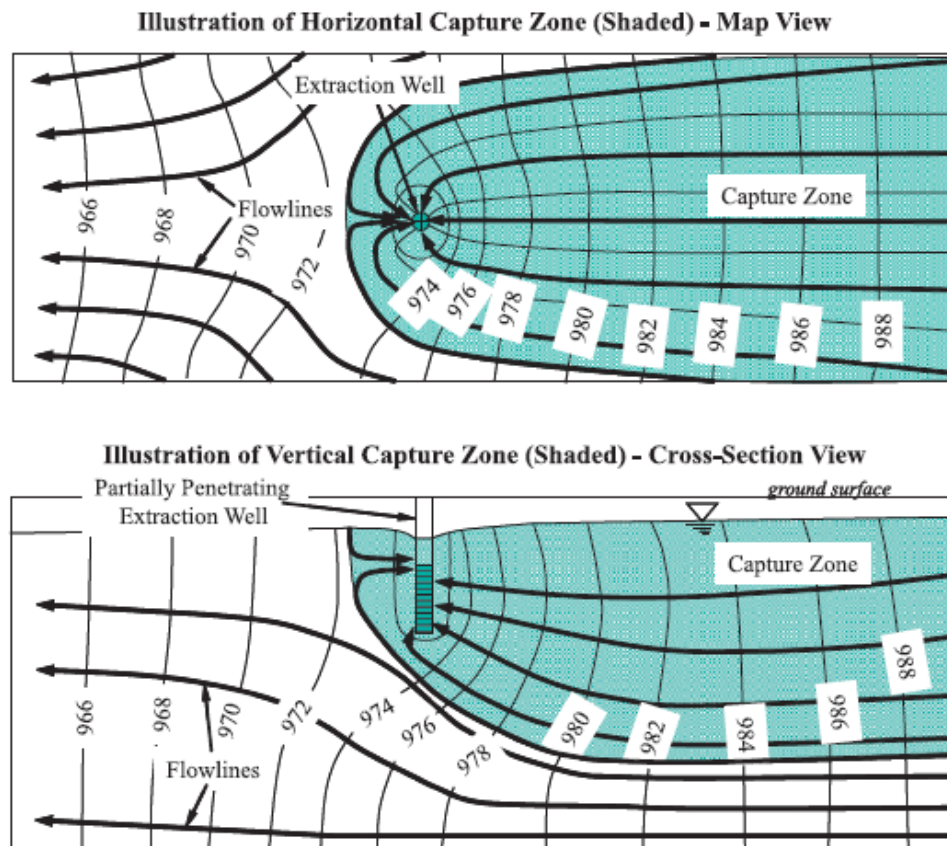 Illustration of Horizontal Capture Zone (Shaded) - Map View
Extraction Well
Capture Zone
Flowlines
966
968
970
972
974
976
978
980
982
984
986
988
Illustration of Vertical Capture Zone (Shaded) - Cross-Section View
Partially Penetrating
Extraction Well
ground surface
Capture Zone
966
968
970
972
974
976
978
980
982
984
986
988
Flowlines